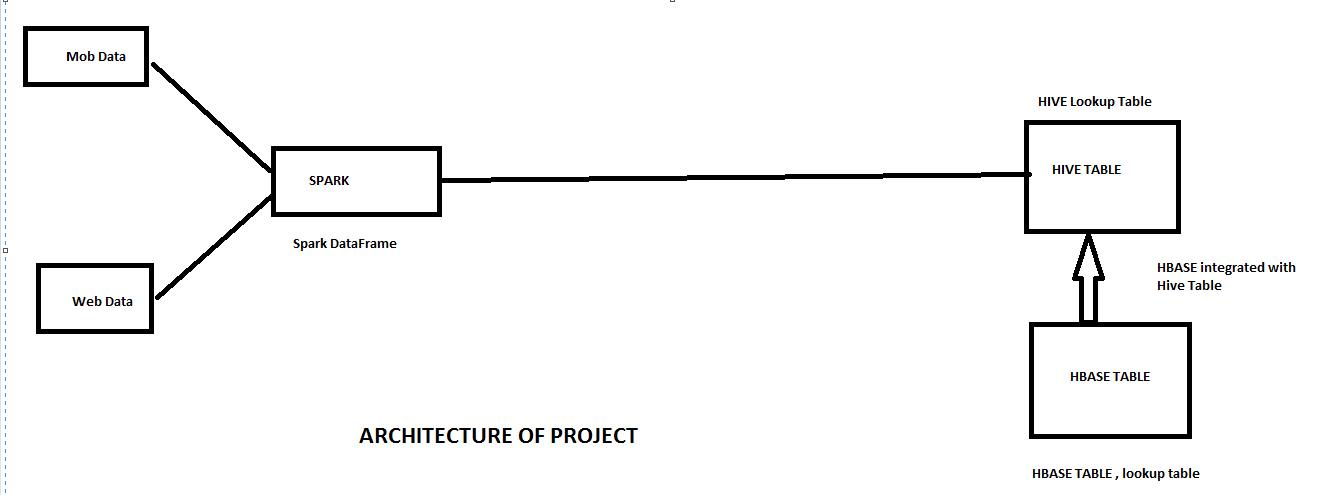 Mob Data
HIVE Lookup Table
HIVE TABLE
SPARK
Spark DataFrame
HBASE integrated with
Hive Table
Web Data
HBASE TABLE
ARCHITECTURE OF PROJECT
HBASE TABLE , lookup table